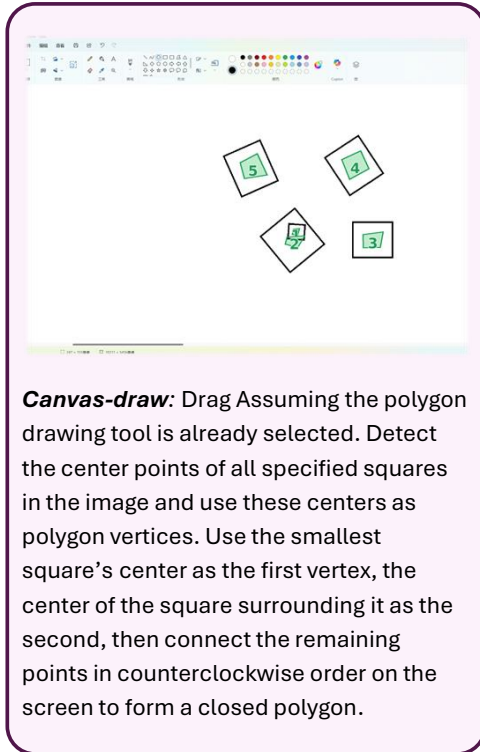 5
4
1
2
3
Canvas-draw: Drag Assuming the polygon
drawing tool is already selected. Detect
the center points of all specified squares
in the image and use these centers as
polygon vertices. Use the smallest
square's center as the first vertex, the
center of the square surrounding it as the
second, then connect the remaining
points in counterclockwise order on the
screen to form a closed polygon.